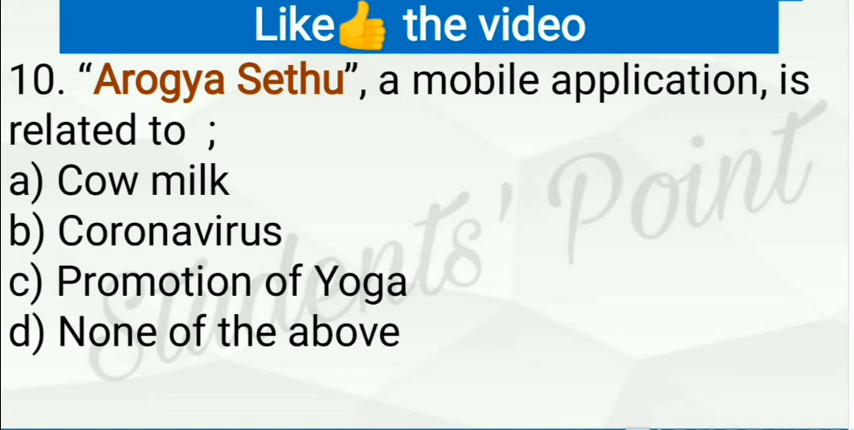 Like👍 the video
10. “Arogya Sethu”, a mobile application, is
related to ;
a) Cow milk
b) Coronavirus
c) Promotion of Yoga
d) None of the above
Students' Point